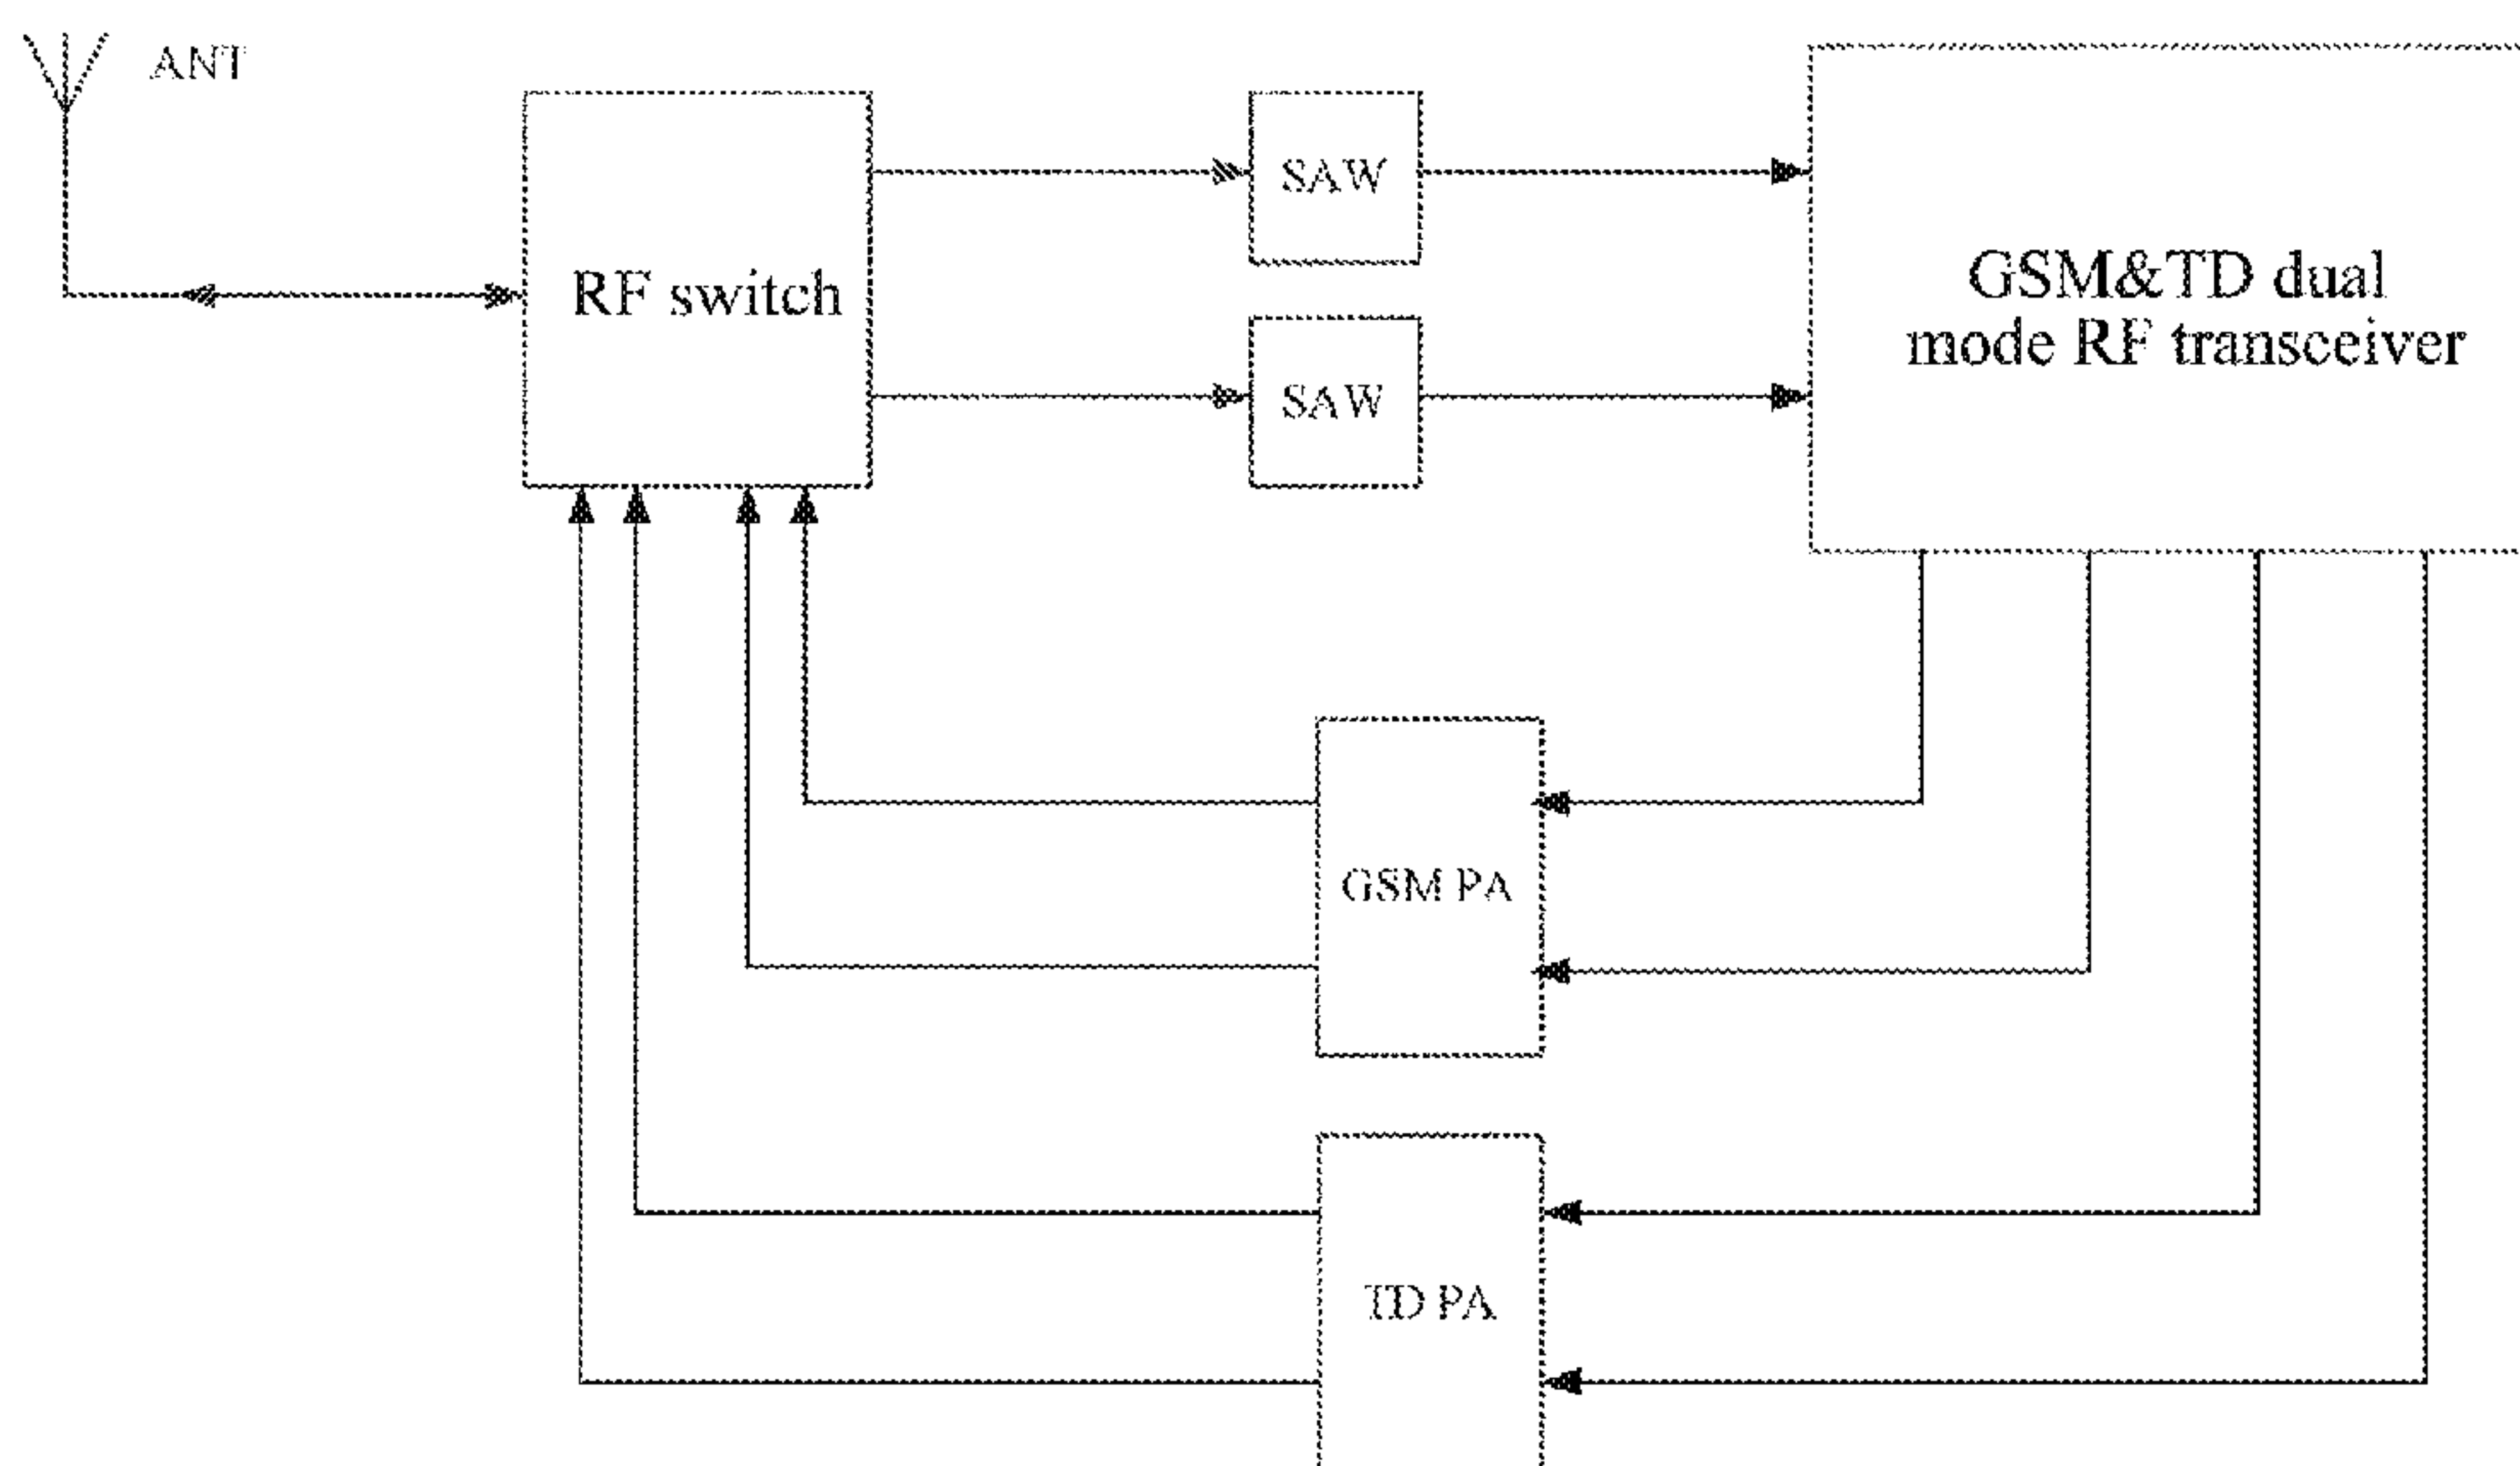 ANT
RF switch
SAW
SAW
GSM&TD dual
mode RF transceiver
GSM PA
TD PA